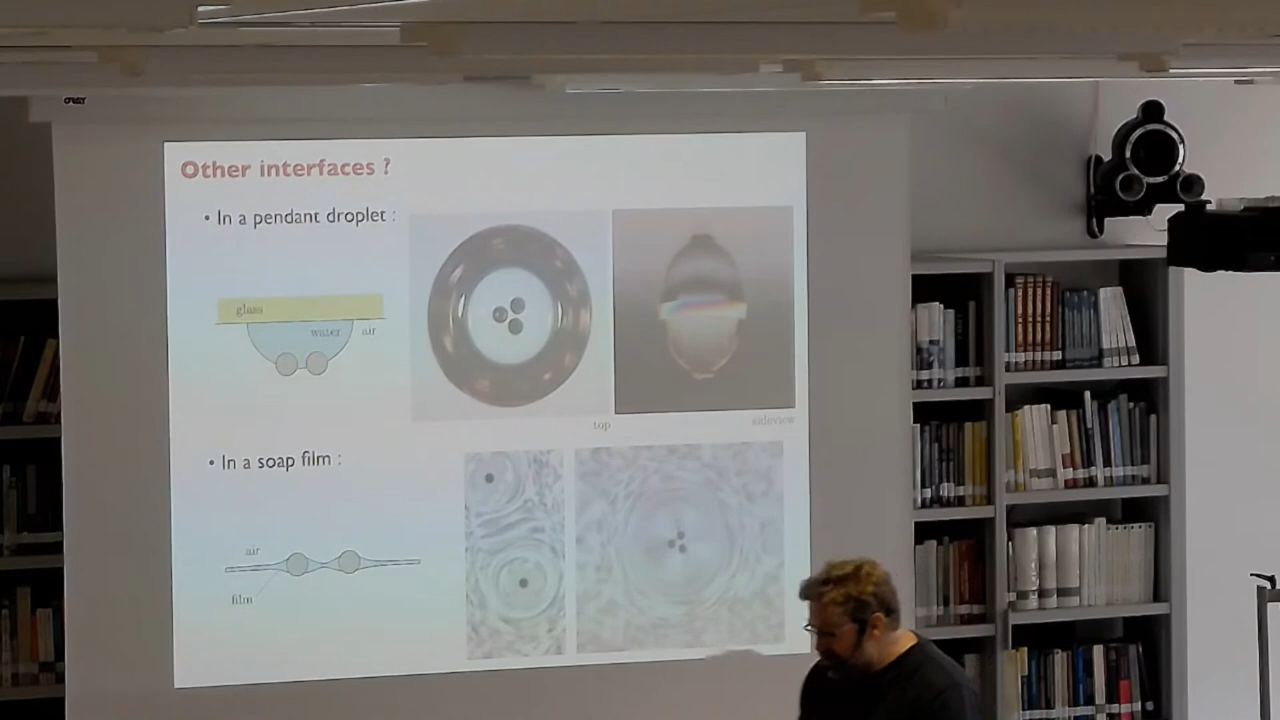 Other interfaces ?
• In a pendant droplet :
glass
water
air
top
sideview
• In a soap film :
air
film